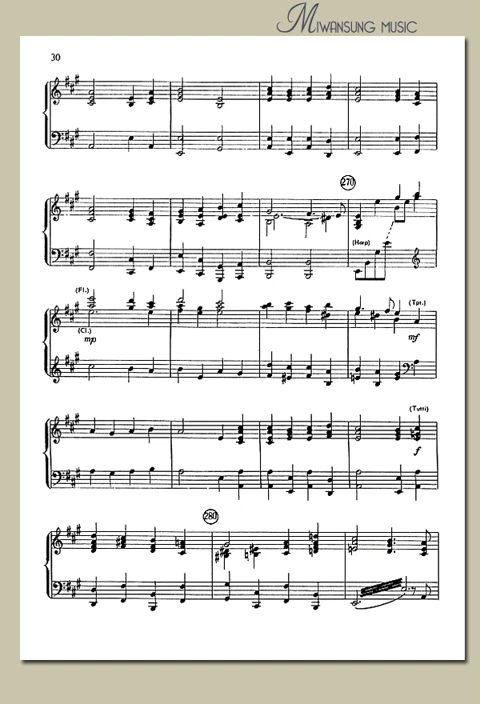 MIWANSUNG MUSIC
30
270
(Harp)
(Fl.)
(Tpt.)
(Cl.)
mp
mf
(Tutti)
f
280